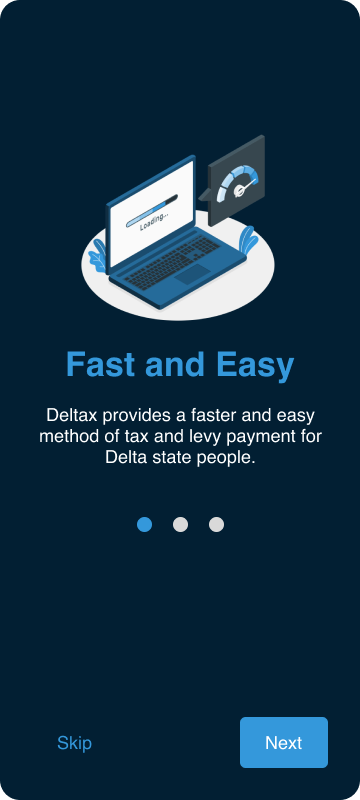 Loading...
Fast and Easy
Deltax provides a faster and easy
method of tax and levy payment for
Delta state people.
Skip
Next